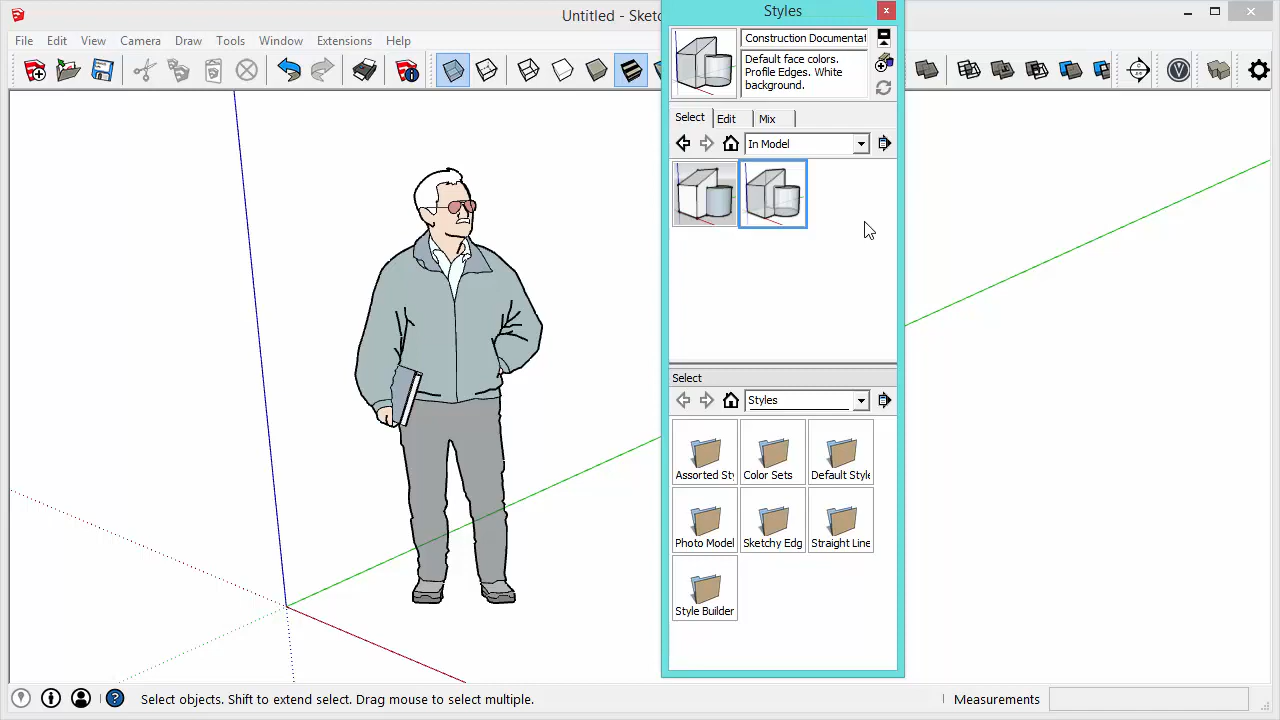 Untitled - Sketc
Styles
File Edit View Camera Draw Tools Window Extensions Help
Construction Documentat
Default face colors.
Profile Edges. White
background.
Select Edit Mix
In Model
Select
Styles
Assorted Sty Color Sets Default Style
Photo Model Sketchy Edg Straight Line
Style Builder
Select objects. Shift to extend select. Drag mouse to select multiple.
Measurements